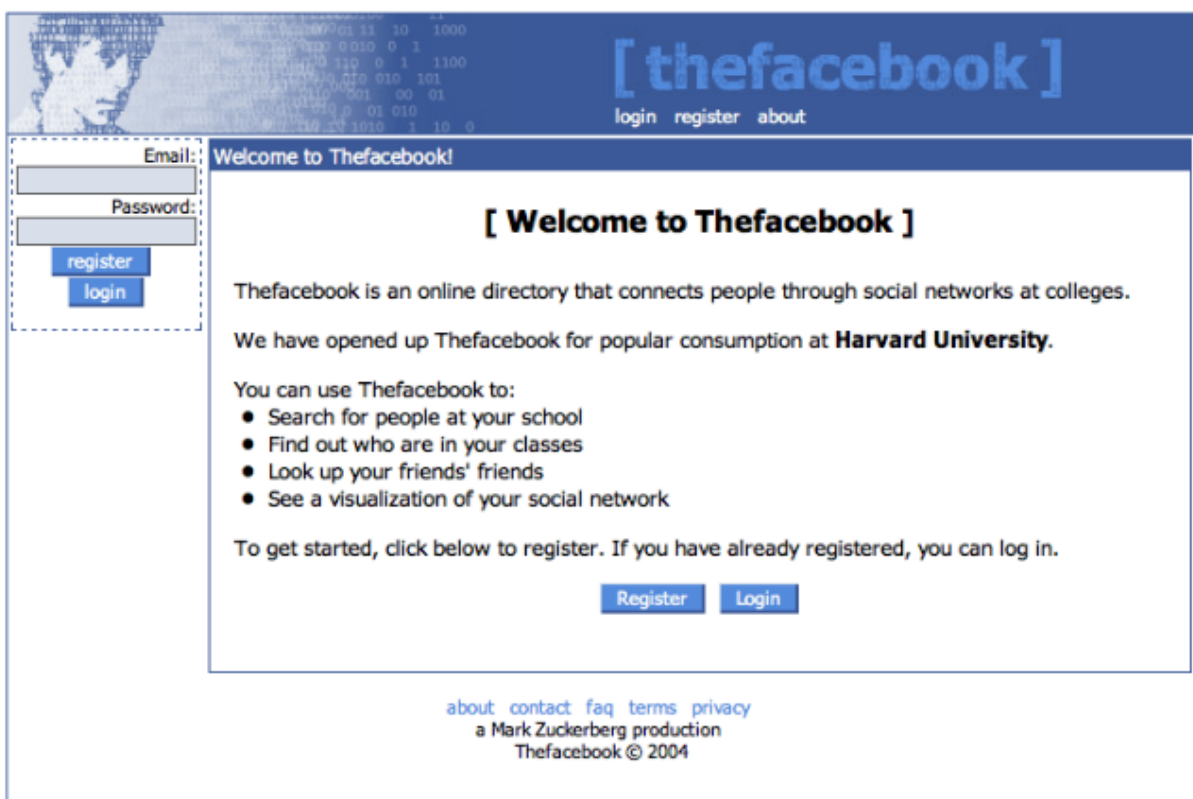 [ thefacebook ]
login register about
Email:
Password:
register
login
Welcome to Thefacebook!
[ Welcome to Thefacebook ]
Thefacebook is an online directory that connects people through social networks at colleges.
We have opened up Thefacebook for popular consumption at Harvard University.
You can use Thefacebook to:
• Search for people at your school
• Find out who are in your classes
• Look up your friends' friends
• See a visualization of your social network
To get started, click below to register. If you have already registered, you can log in.
Register Login
about contact faq terms privacy
a Mark Zuckerberg production
Thefacebook © 2004